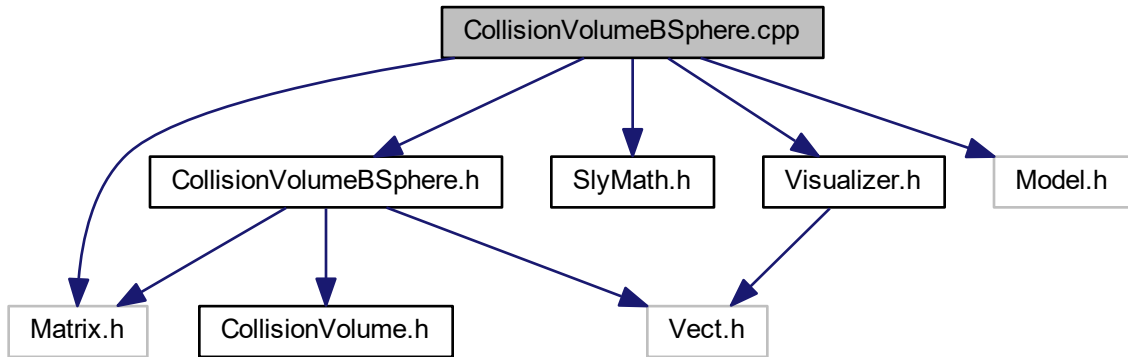 CollisionVolumeBSphere.cpp
CollisionVolumeBSphere.h
SlyMath.h
Visualizer.h
Model.h
Matrix.h
CollisionVolume.h
Vect.h